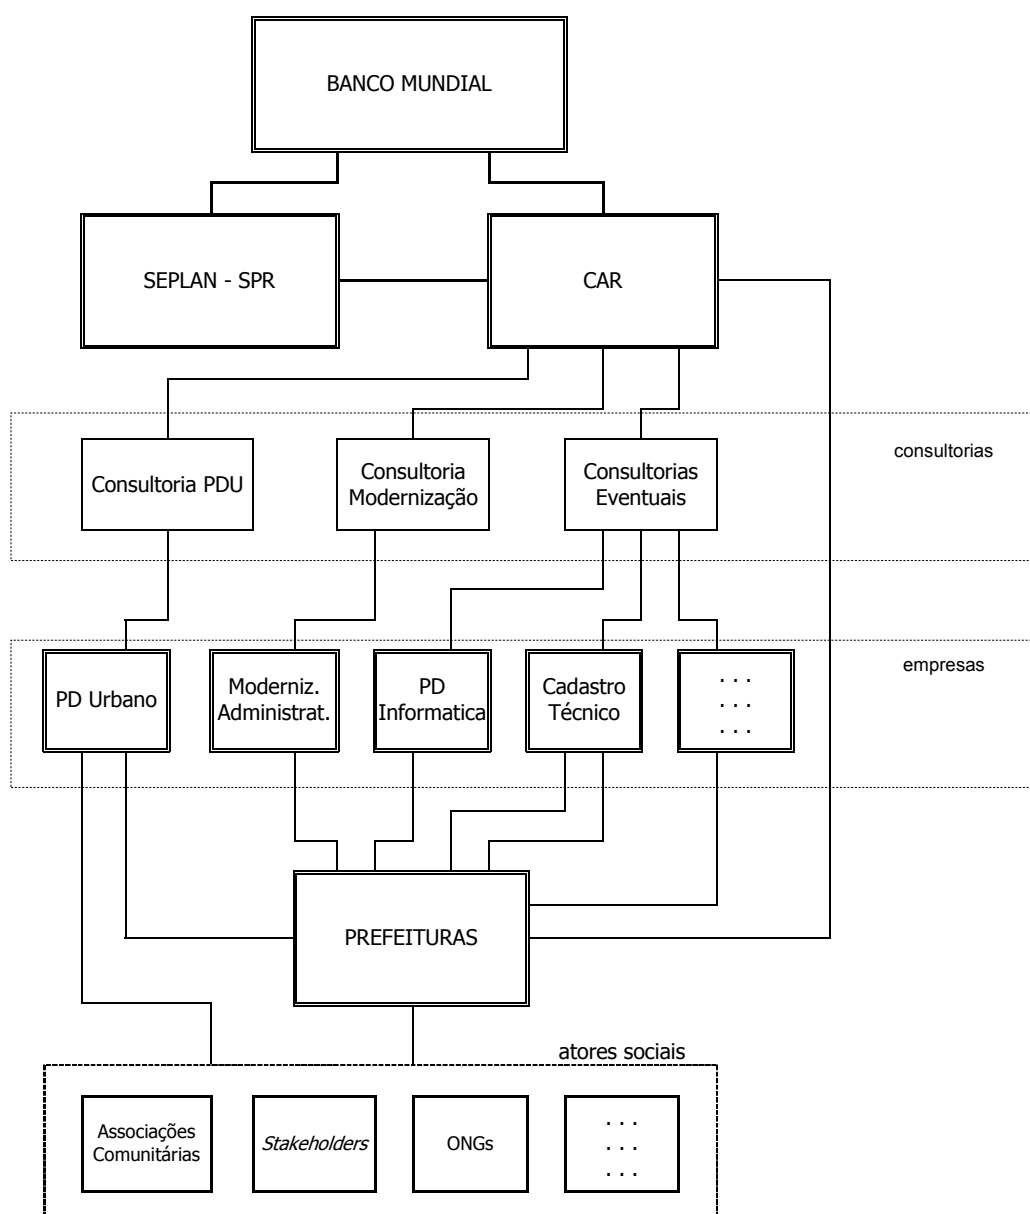 BANCO MUNDIAL
SEPLAN - SPR
CAR
consultorias
Consultoria PDU
Consultoria
Modernização
Consultorias
Eventuais
empresas
PD Urbano
Moderniz.
Administrat.
PD
Informatica
Cadastro
Técnico
. . .
. . .
. . .
PREFEITURAS
atores sociais
Associações
Comunitárias
Stakeholders
ONGs
. . .
. . .
. . .